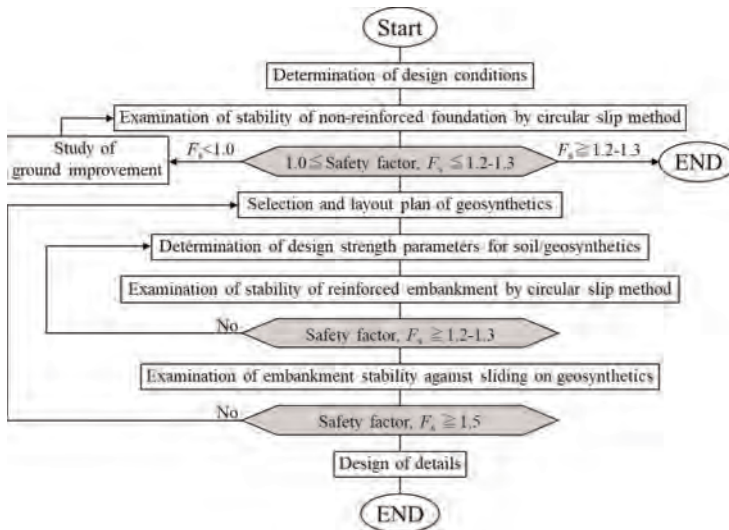 Start
Determination of design conditions
Examination of stability of non-reinforced foundation by circular slip method
Study of
ground improvement
Fs<1.0
1.0≦Safety factor, Fs ≦1.2-1.3
Fs≧1.2-1.3
END
Selection and layout plan of geosynthetics
Determination of design strength parameters for soil/geosynthetics
Examination of stability of reinforced embankment by circular slip method
No
Safety factor, Fs ≧1.2-1.3
Examination of embankment stability against sliding on geosynthetics
No
Safety factor, Fs ≧1.5
Design of details
END